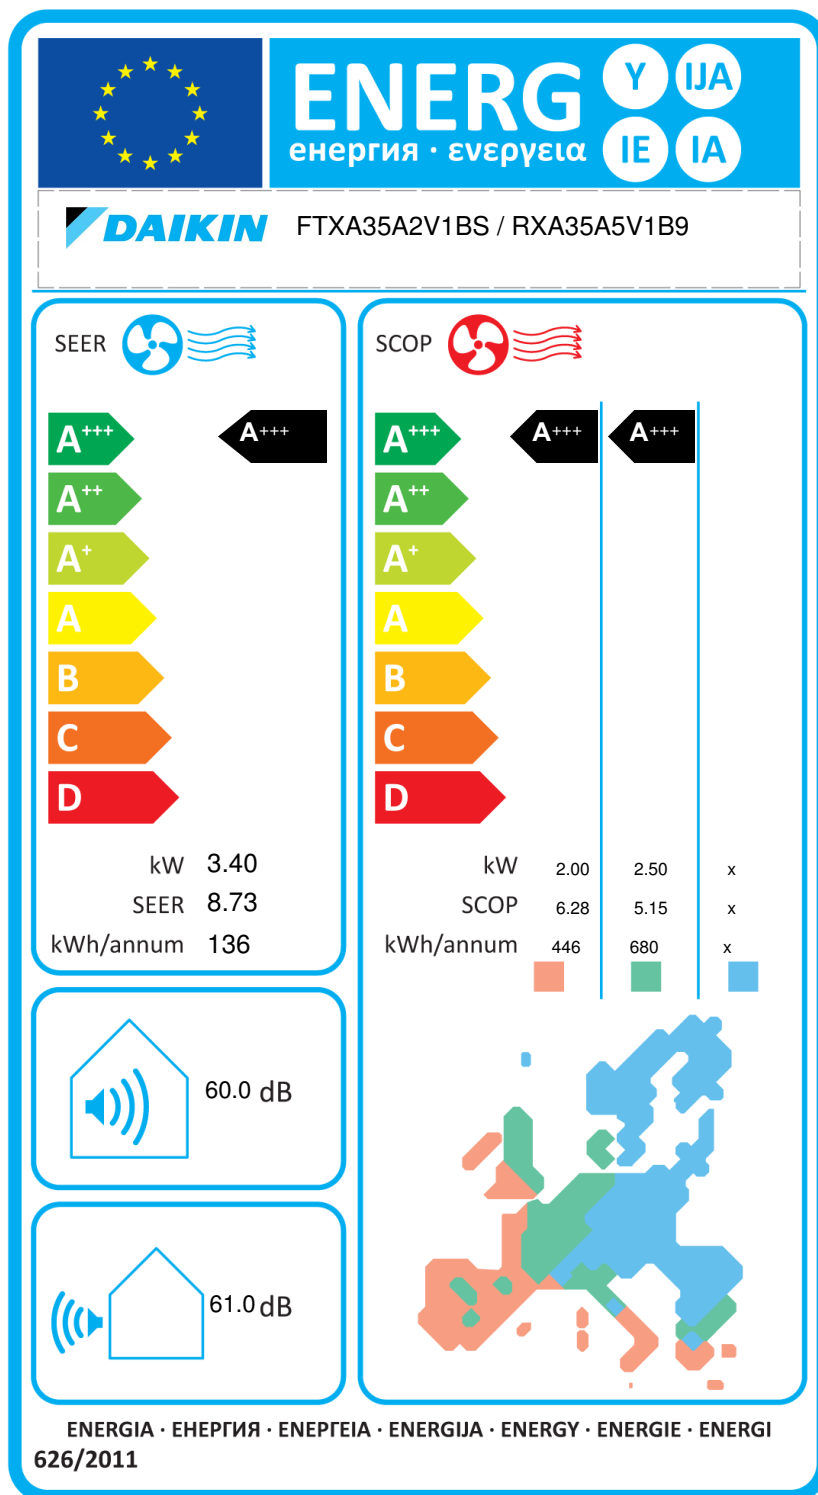 ENERG
Y IJA
IE IA
енергия · ενεργεια
DAIKIN
FTXA35A2V1BS / RXA35A5V1B9
SEER
A+++
A+++
A++
A+
A
B
C
D
kW 3.40
SEER 8.73
kWh/annum 136
SCOP
A+++ A+++ A+++
A++
A+
A
B
C
D
kW 2.00 2.50 x
SCOP 6.28 5.15 x
kWh/annum 446 680 x
60.0 dB
61.0 dB
ENERGIA · ЕНЕРГИЯ · ΕΝΕΡΓΕΙΑ · ENERGIJA · ENERGY · ENERGIE · ENERGI
626/2011